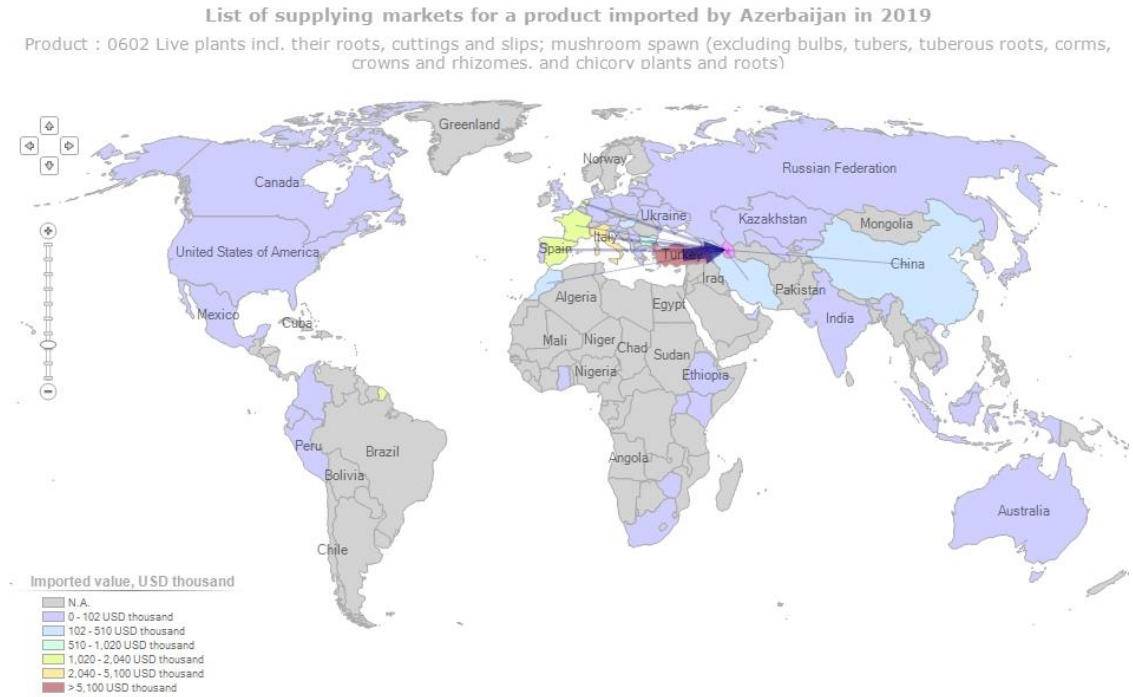 List of supplying markets for a product imported by Azerbaijan in 2019
Product : 0602 Live plants incl. their roots, cuttings and slips; mushroom spawn (excluding bulbs, tubers, tuberous roots, corms,
crowns and rhizomes, and chicory plants and roots)
Greenland
Norway
Russian Federation
Canada
Ukraine
Kazakhstan
Mongolia
United States of America
Spain
Italy
Turkey
China
Iraq
Pakistan
Mexico
Cuba
Algeria
Egypt
India
Mali
Niger
Chad
Sudan
Nigeria
Ethiopia
Peru
Brazil
Angola
Bolivia
Australia
Chile
Imported value, USD thousand
N.A.
0 - 102 USD thousand
102 - 510 USD thousand
510 - 1,020 USD thousand
1,020 - 2,040 USD thousand
2,040 - 5,100 USD thousand
> 5,100 USD thousand